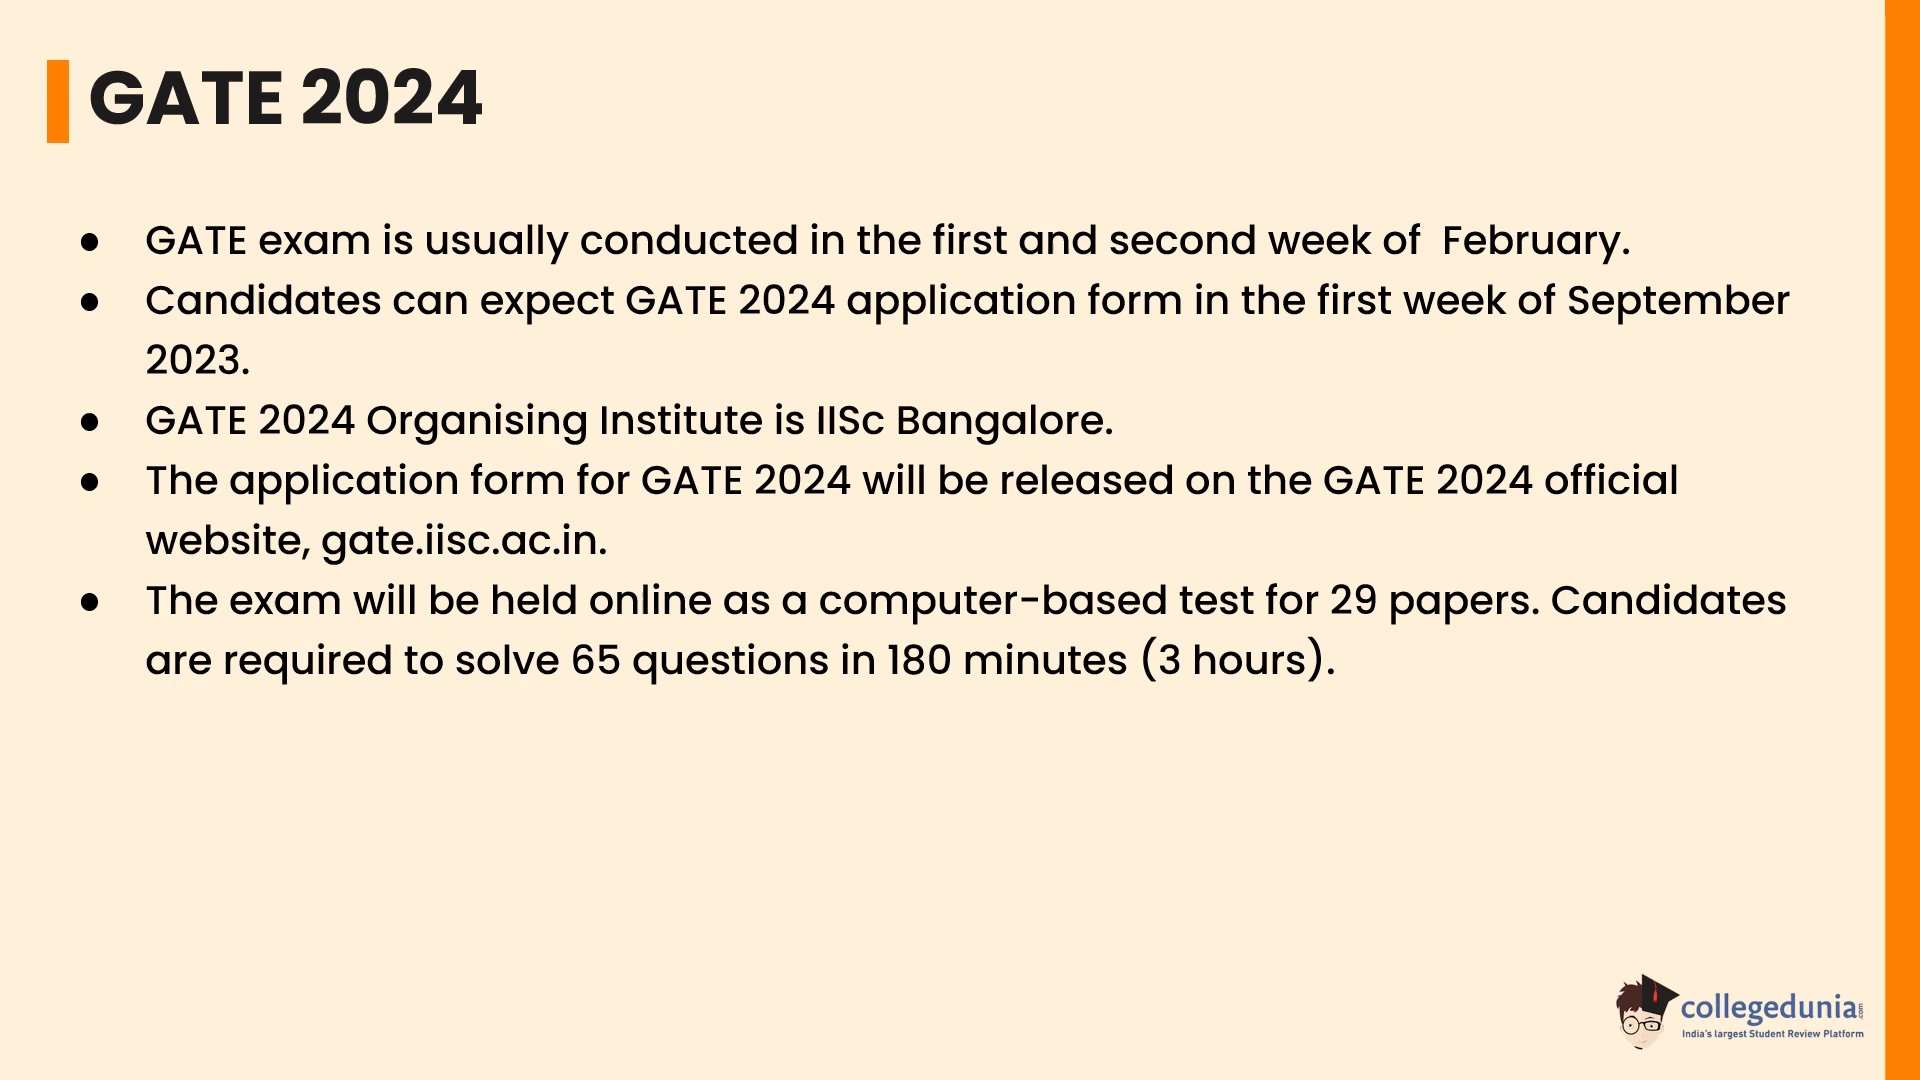 GATE 2024
● GATE exam is usually conducted in the first and second week of  February.
● Candidates can expect GATE 2024 application form in the first week of September
2023.
● GATE 2024 Organising Institute is IISc Bangalore.
● The application form for GATE 2024 will be released on the GATE 2024 official
website, gate.iisc.ac.in.
● The exam will be held online as a computer-based test for 29 papers. Candidates
are required to solve 65 questions in 180 minutes (3 hours).
collegedunia.com
India's largest Student Review Platform